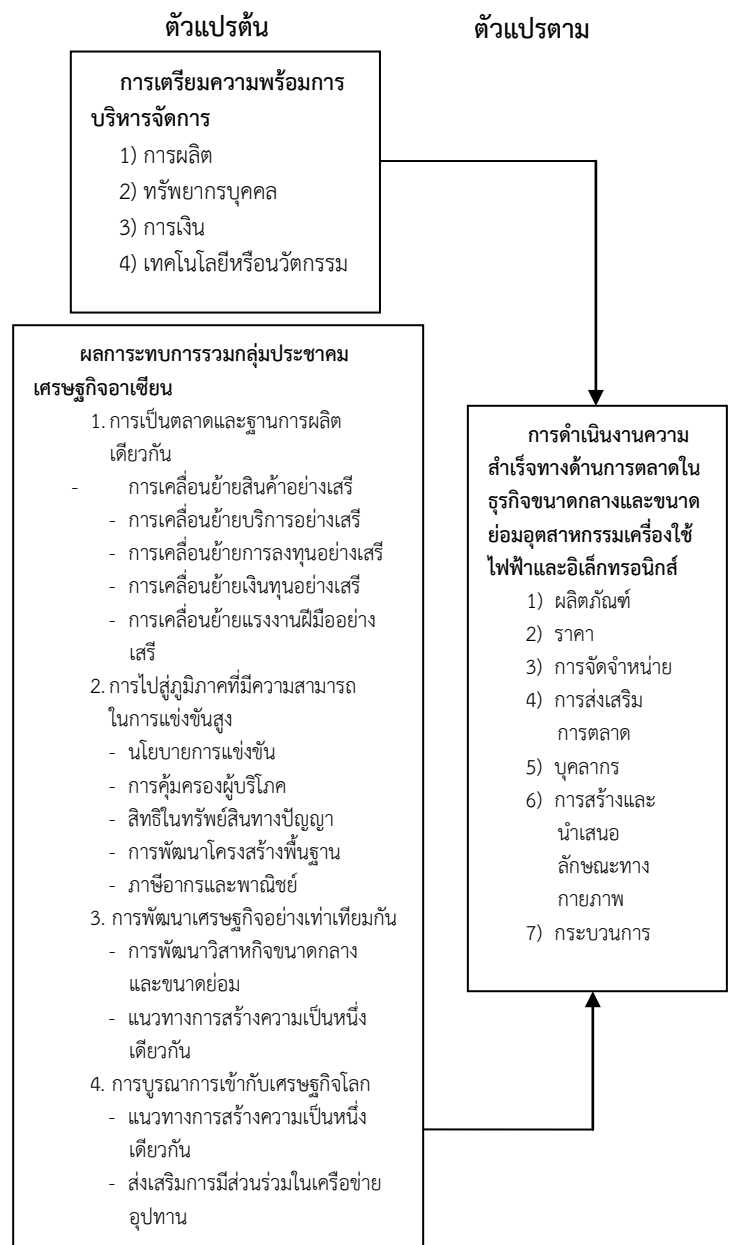 ตัวแปรต้น
ตัวแปรตาม
การเตรียมความพร้อมการ
บริหารจัดการ
1) การผลิต
2) ทรัพยากรบุคคล
3) การเงิน
4) เทคโนโลยีหรือนวัตกรรม
ผลการะทบการรวมกลุ่มประชาคม
เศรษฐกิจอาเซียน
1. การเป็นตลาดและฐานการผลิต
เดียวกัน
- การเคลื่อนย้ายสินค้าอย่างเสรี
- การเคลื่อนย้ายบริการอย่างเสรี
- การเคลื่อนย้ายการลงทุนอย่างเสรี
- การเคลื่อนย้ายเงินทุนอย่างเสรี
- การเคลื่อนย้ายแรงงานฝีมืออย่าง
เสรี
2. การไปสู่ภูมิภาคที่มีความสามารถ
ในการแข่งขันสูง
- นโยบายการแข่งขัน
- การคุ้มครองผู้บริโภค
- สิทธิในทรัพย์สินทางปัญญา
- การพัฒนาโครงสร้างพื้นฐาน
- ภาษีอากรและพาณิชย์
3. การพัฒนาเศรษฐกิจอย่างเท่าเทียมกัน
- การพัฒนาวิสาหกิจขนาดกลาง
และขนาดย่อม
- แนวทางการสร้างความเป็นหนึ่ง
เดียวกัน
4. การบูรณาการเข้ากับเศรษฐกิจโลก
- แนวทางการสร้างความเป็นหนึ่ง
เดียวกัน
- ส่งเสริมการมีส่วนร่วมในเครือข่าย
อุปทาน
การดำเนินงานความ
สำเร็จทางด้านการตลาดใน
ธุรกิจขนาดกลางและขนาด
ย่อมอุตสาหกรรมเครื่องใช้
ไฟฟ้าและอิเล็กทรอนิกส์
1) ผลิตภัณฑ์
2) ราคา
3) การจัดจำหน่าย
4) การส่งเสริม
การตลาด
5) บุคลากร
6) การสร้างและ
นำเสนอ
ลักษณะทาง
กายภาพ
7) กระบวนการ